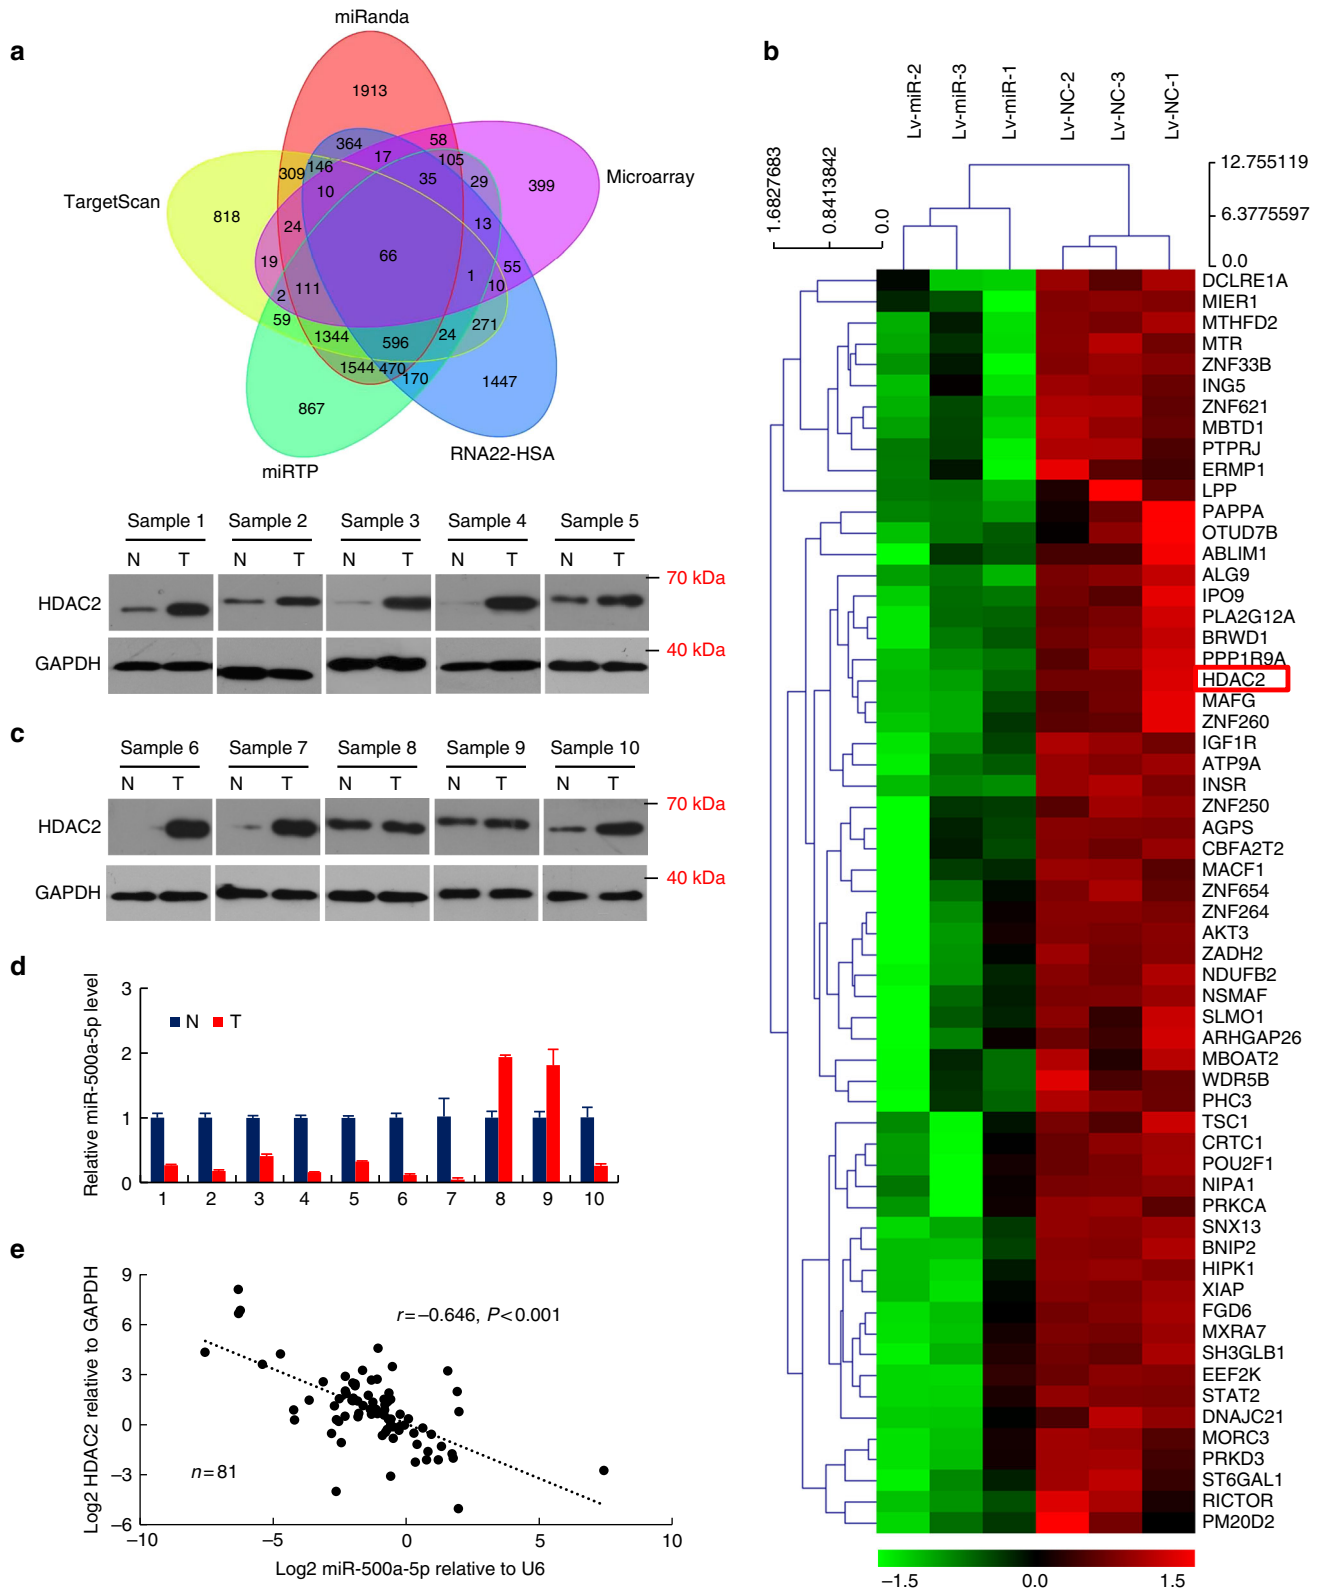 a
miRanda
1913
364
17
58
105
309
146
10
35
29
399
Microarray
TargetScan
818
24
13
19
66
55
2
111
1
10
59
1344
596
24
271
1544
470
170
1447
867
miRTP
RNA22-HSA
Sample 1 Sample 2 Sample 3 Sample 4 Sample 5
N T N T N T N T N T
70 kDa
HDAC2
40 kDa
GAPDH
c
Sample 6 Sample 7 Sample 8 Sample 9 Sample 10
N T N T N T N T N T
70 kDa
HDAC2
40 kDa
GAPDH
d
Relative miR-500a-5p level
3
2
1
0
N T
1 2 3 4 5 6 7 8 9 10
e
Log2 HDAC2 relative to GAPDH
9
6
3
0
–3
–6
r=–0.646, P<0.001
n=81
–10 –5 0 5 10
Log2 miR-500a-5p relative to U6
b
Lv-miR-2
Lv-miR-3
Lv-miR-1
Lv-NC-2
Lv-NC-3
Lv-NC-1
1.6827683
0.8413842
0.0
12.755119
6.3775597
0.0
DCLRE1A
MIER1
MTHFD2
MTR
ZNF33B
ING5
ZNF621
MBTD1
PTPRJ
ERMP1
LPP
PAPPA
OTUD7B
ABLIM1
ALG9
IPO9
PLA2G12A
BRWD1
PPP1R9A
HDAC2
MAFG
ZNF260
IGF1R
ATP9A
INSR
ZNF250
AGPS
CBFA2T2
MACF1
ZNF654
ZNF264
AKT3
ZADH2
NDUFB2
NSMAF
SLMO1
ARHGAP26
MBOAT2
WDR5B
PHC3
TSC1
CRTC1
POU2F1
NIPA1
PRKCA
SNX13
BNIP2
HIPK1
XIAP
FGD6
MXRA7
SH3GLB1
EEF2K
STAT2
DNAJC21
MORC3
PRKD3
ST6GAL1
RICTOR
PM20D2
–1.5 0.0 1.5